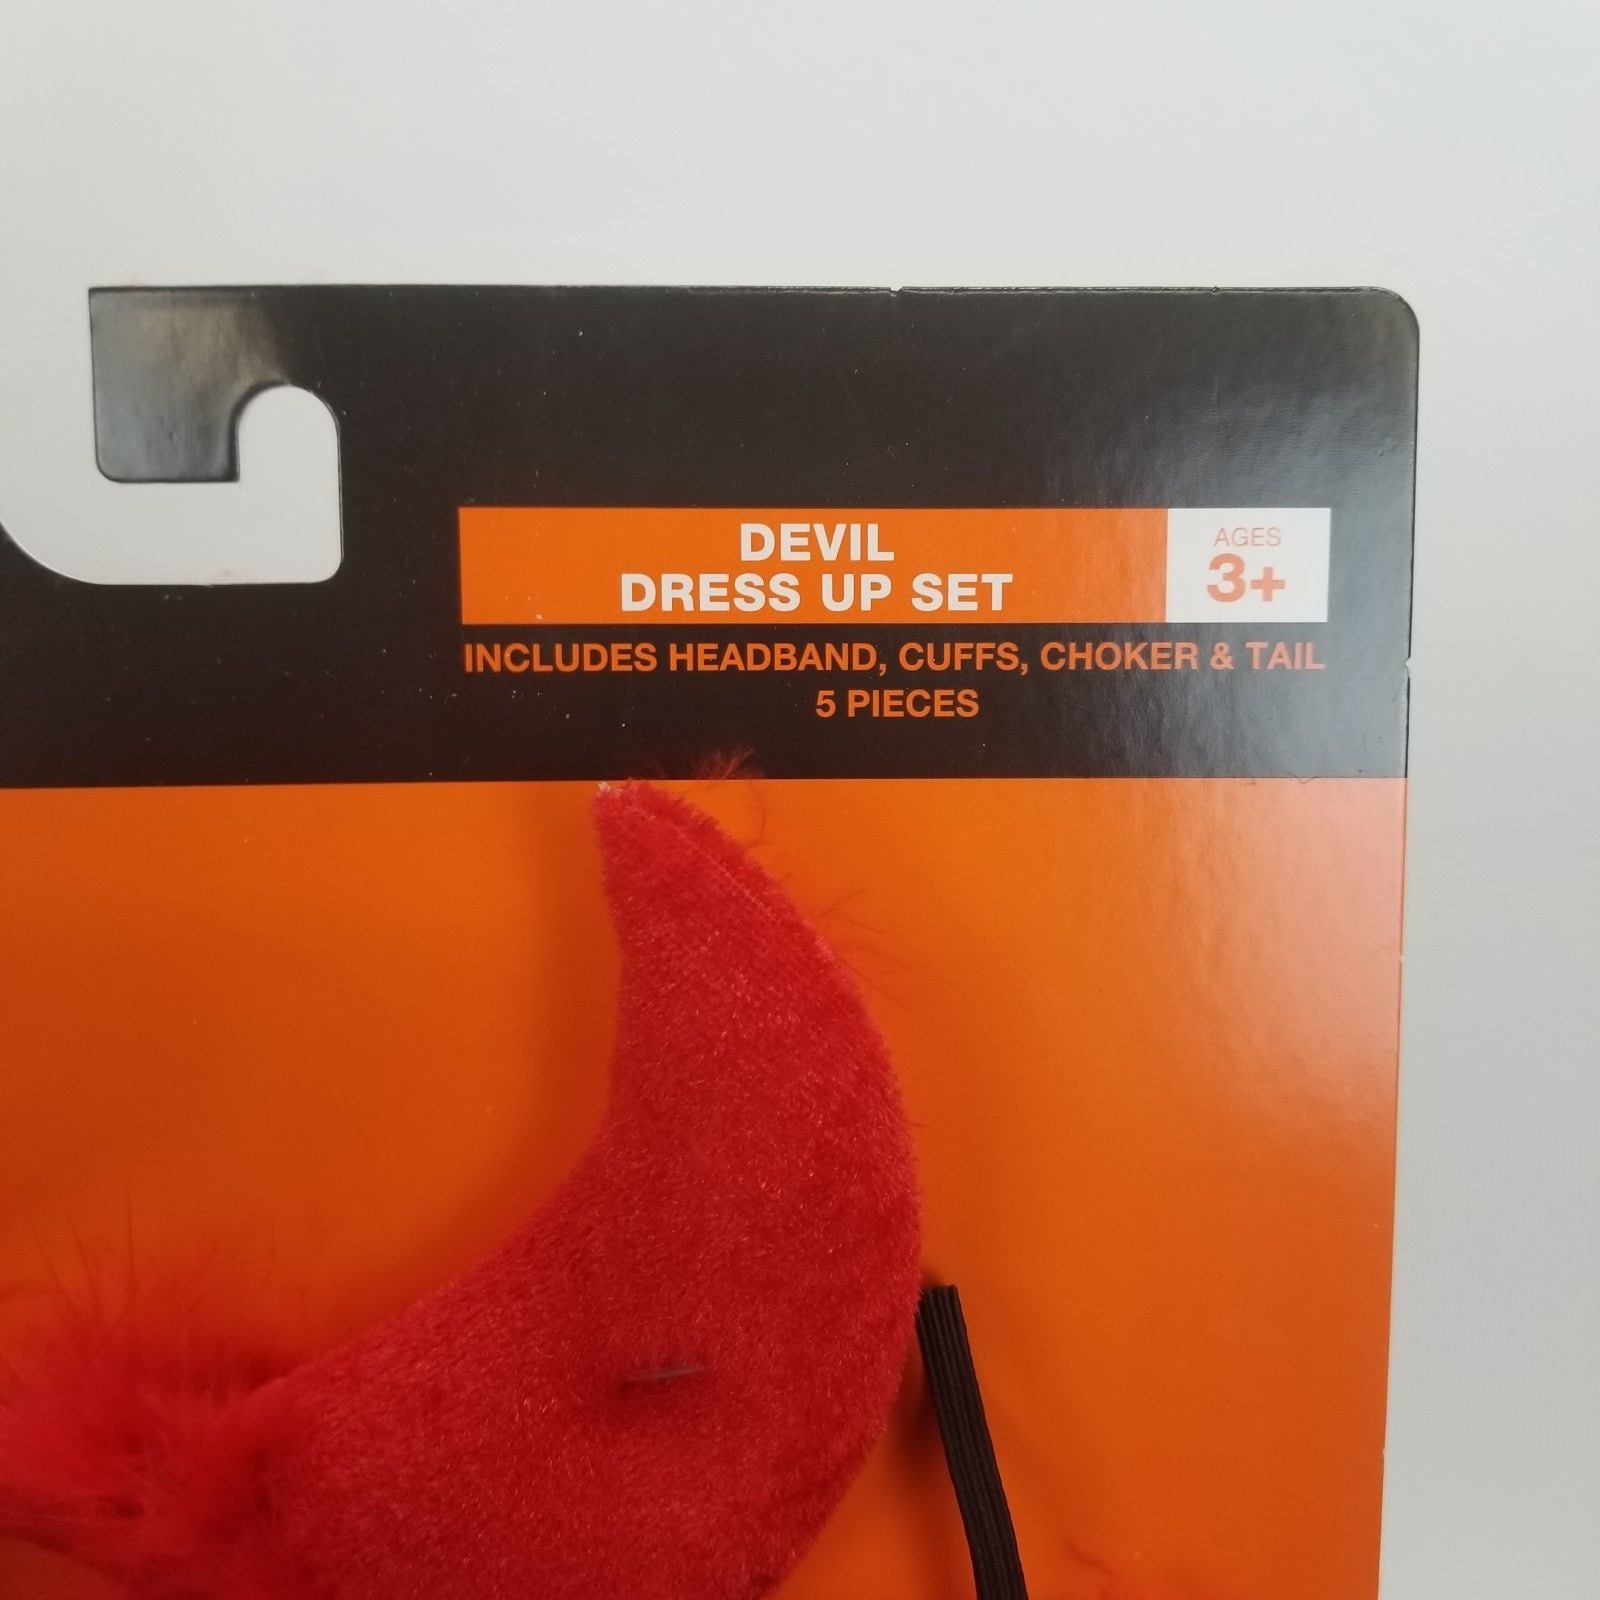 DEVIL
DRESS UP SET
AGES
3+
INCLUDES HEADBAND, CUFFS, CHOKER & TAIL
5 PIECES